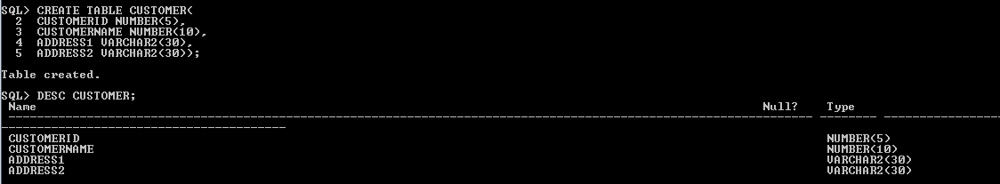 SQL> CREATE TABLE CUSTOMER(
  2  CUSTOMERID NUMBER(5),
  3  CUSTOMERNAME NUMBER(10),
  4  ADDRESS1 VARCHAR2(30),
  5  ADDRESS2 VARCHAR2(30));
Table created.
SQL> DESC CUSTOMER;
Name Null? Type
CUSTOMERID NUMBER(5)
CUSTOMERNAME NUMBER(10)
ADDRESS1 VARCHAR2(30)
ADDRESS2 VARCHAR2(30)